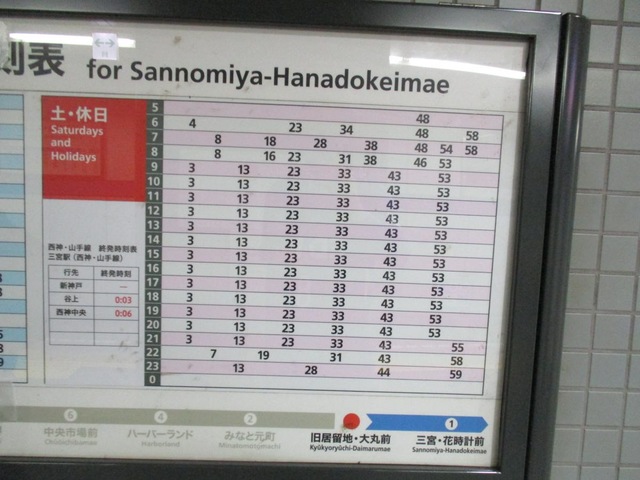 刻表 for Sannomiya-Hanadokeimae
土・休日
Saturdays
and
Holidays
5 48
6 4 23 34 48 58
7 8 18 28 38 48 54 58
8 8 16 23 31 38 46 53
9 3 13 23 33 43 53
10 3 13 23 33 43 53
11 3 13 23 33 43 53
12 3 13 23 33 43 53
13 3 13 23 33 43 53
14 3 13 23 33 43 53
15 3 13 23 33 43 53
16 3 13 23 33 43 53
17 3 13 23 33 43 53
18 3 13 23 33 43 53
19 3 13 23 33 43 53
20 3 13 23 33 43 53
21 3 13 23 33 43 55
22 7 19 31 43 58
23 13 28 44 59
0
西神・山手線 終発時刻表
三宮駅（西神・山手線）
行先 終発時刻
新神戸 —
谷上 0:03
西神中央 0:06
6 4 2 1
中央市場前 ハーバーランド みなと元町 旧居留地・大丸前 三宮・花時計前
Chūōichibamae Harborland Minatomotomachi Kyūkyoryūchi-Daimarumae Sannomiya-Hanadokeimae